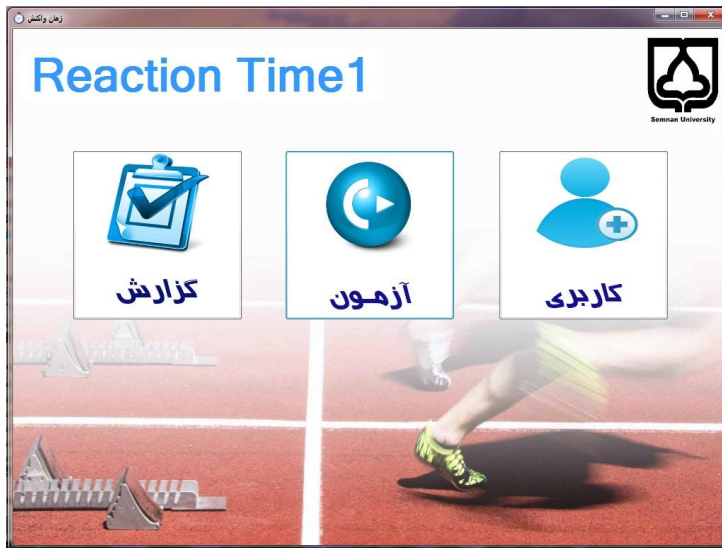 زمان واکنش
Reaction Time1
Semnan University
گزارش
آزمون
کاربری